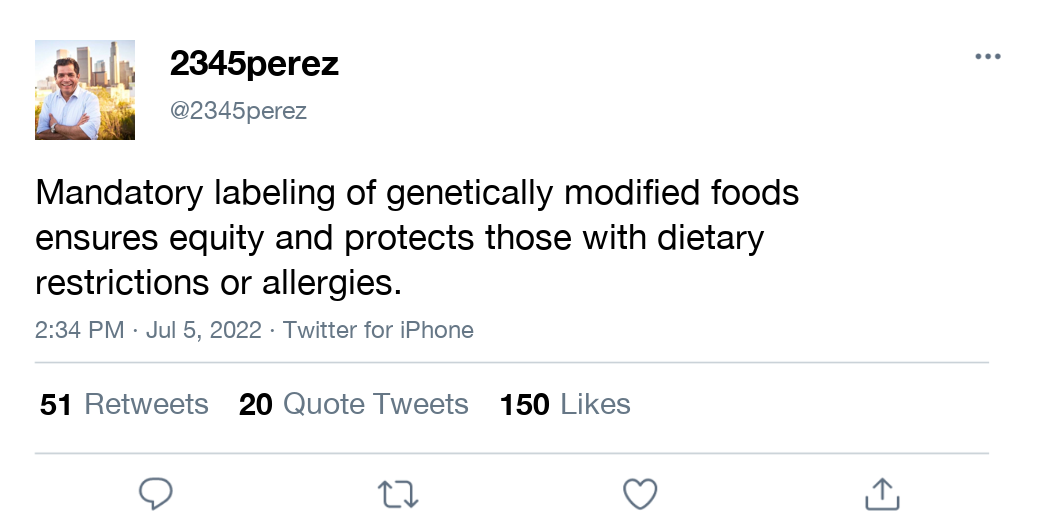 2345perez
@2345perez
Mandatory labeling of genetically modified foods
ensures equity and protects those with dietary
restrictions or allergies.
2:34 PM · Jul 5, 2022 · Twitter for iPhone
51 Retweets 20 Quote Tweets 150 Likes